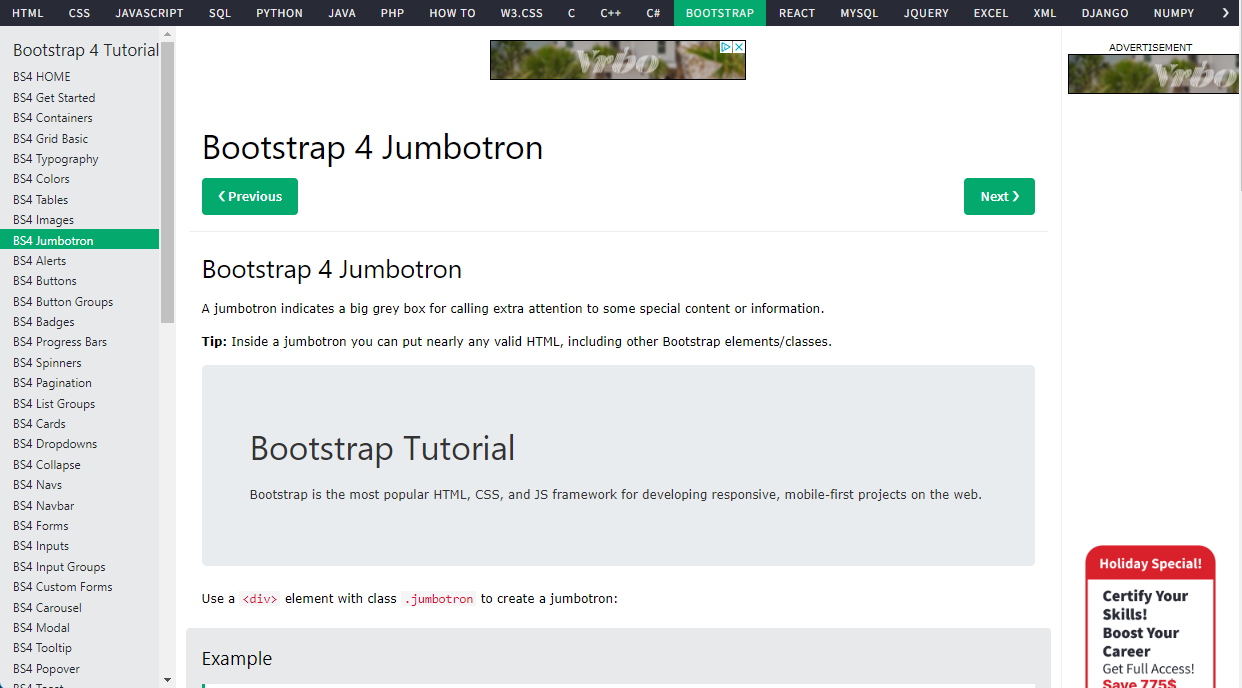 HTML CSS JAVASCRIPT SQL PYTHON JAVA PHP HOW TO W3.CSS C C++ C# BOOTSTRAP REACT MYSQL JQUERY EXCEL XML DJANGO NUMPY ❯
Bootstrap 4 Tutorial
BS4 HOME
BS4 Get Started
BS4 Containers
BS4 Grid Basic
BS4 Typography
BS4 Colors
BS4 Tables
BS4 Images
BS4 Jumbotron
BS4 Alerts
BS4 Buttons
BS4 Button Groups
BS4 Badges
BS4 Progress Bars
BS4 Spinners
BS4 Pagination
BS4 List Groups
BS4 Cards
BS4 Dropdowns
BS4 Collapse
BS4 Navs
BS4 Navbar
BS4 Forms
BS4 Inputs
BS4 Input Groups
BS4 Custom Forms
BS4 Carousel
BS4 Modal
BS4 Tooltip
BS4 Popover
BS4 Toast
Vrbo
Bootstrap 4 Jumbotron
❮ Previous
Next ❯
Bootstrap 4 Jumbotron
A jumbotron indicates a big grey box for calling extra attention to some special content or information.
Tip: Inside a jumbotron you can put nearly any valid HTML, including other Bootstrap elements/classes.
Bootstrap Tutorial
Bootstrap is the most popular HTML, CSS, and JS framework for developing responsive, mobile-first projects on the web.
Use a <div> element with class .jumbotron to create a jumbotron:
Example
ADVERTISEMENT
Vrbo
Holiday Special!
Certify Your
Skills!
Boost Your
Career
Get Full Access!
Save 775$